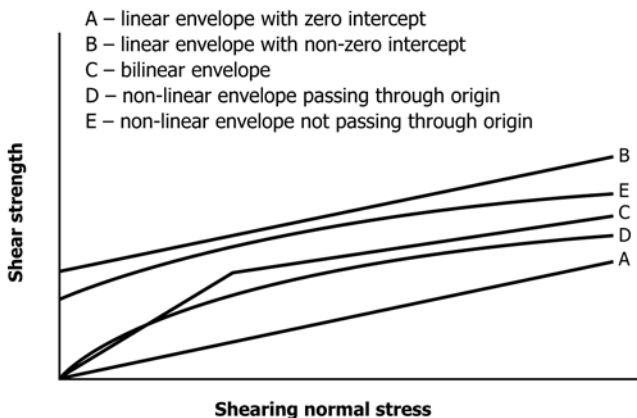 A – linear envelope with zero intercept
B – linear envelope with non-zero intercept
C – bilinear envelope
D – non-linear envelope passing through origin
E – non-linear envelope not passing through origin
B
E
C
D
A
Shear strength
Shearing normal stress